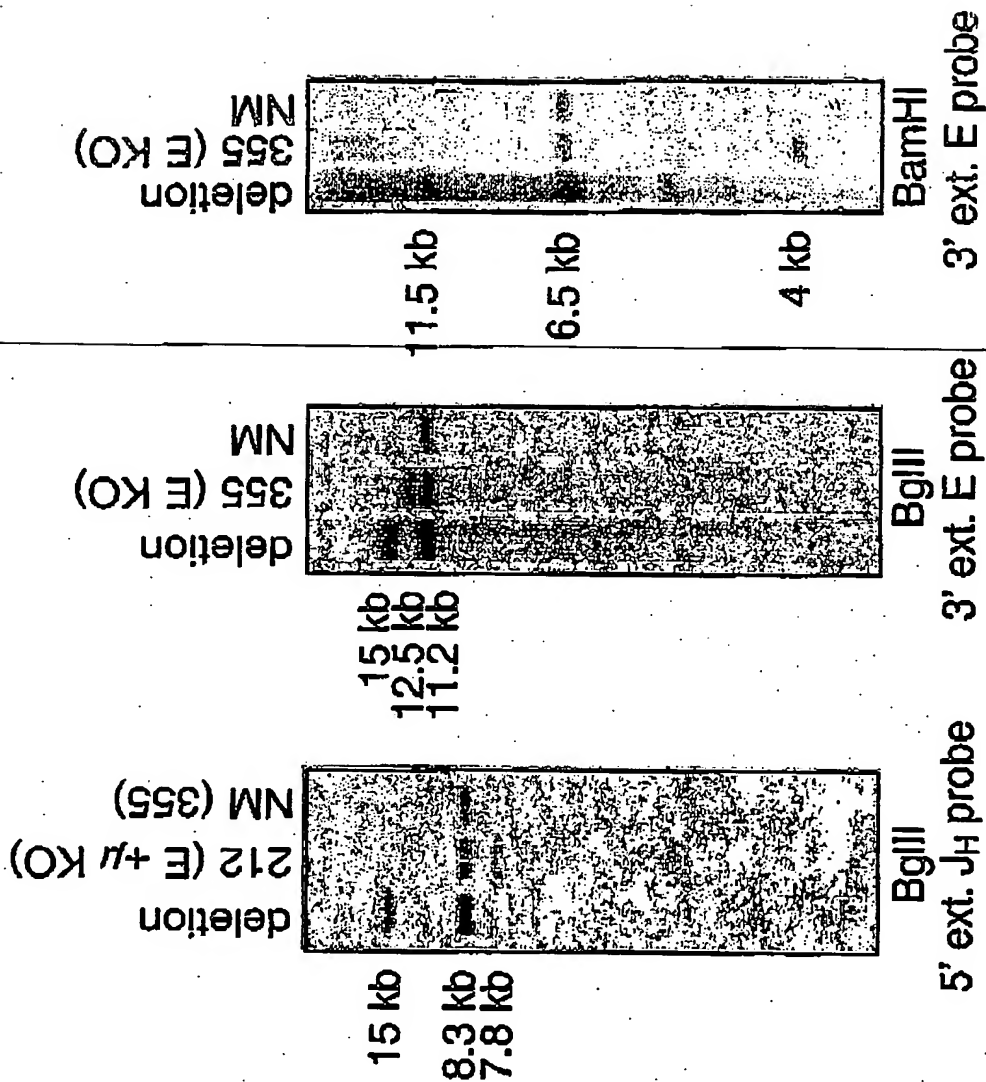 deletion
212 (E +μ KO)
NM (355)
15 kb
8.3 kb
7.8 kb
BglII
5' ext. JH probe
deletion
355 (E KO)
NM
15 kb
12.5 kb
11.2 kb
BglII
3' ext. E probe
deletion
355 (E KO)
NM
11.5 kb
6.5 kb
4 kb
BamHI
3' ext. E probe